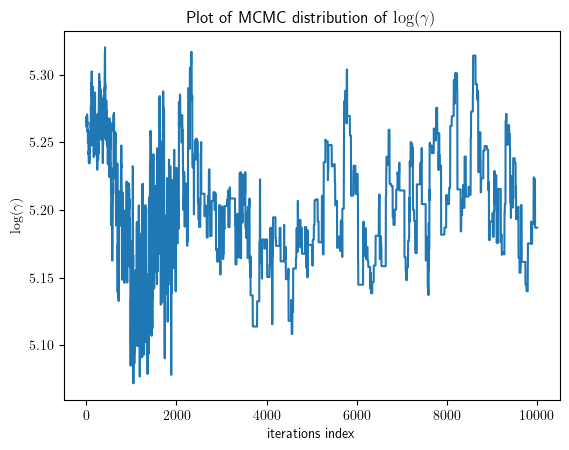 Plot of MCMC distribution of log(γ)
5.30
5.25
5.20
5.15
5.10
log(γ)
0 2000 4000 6000 8000 10000
iterations index